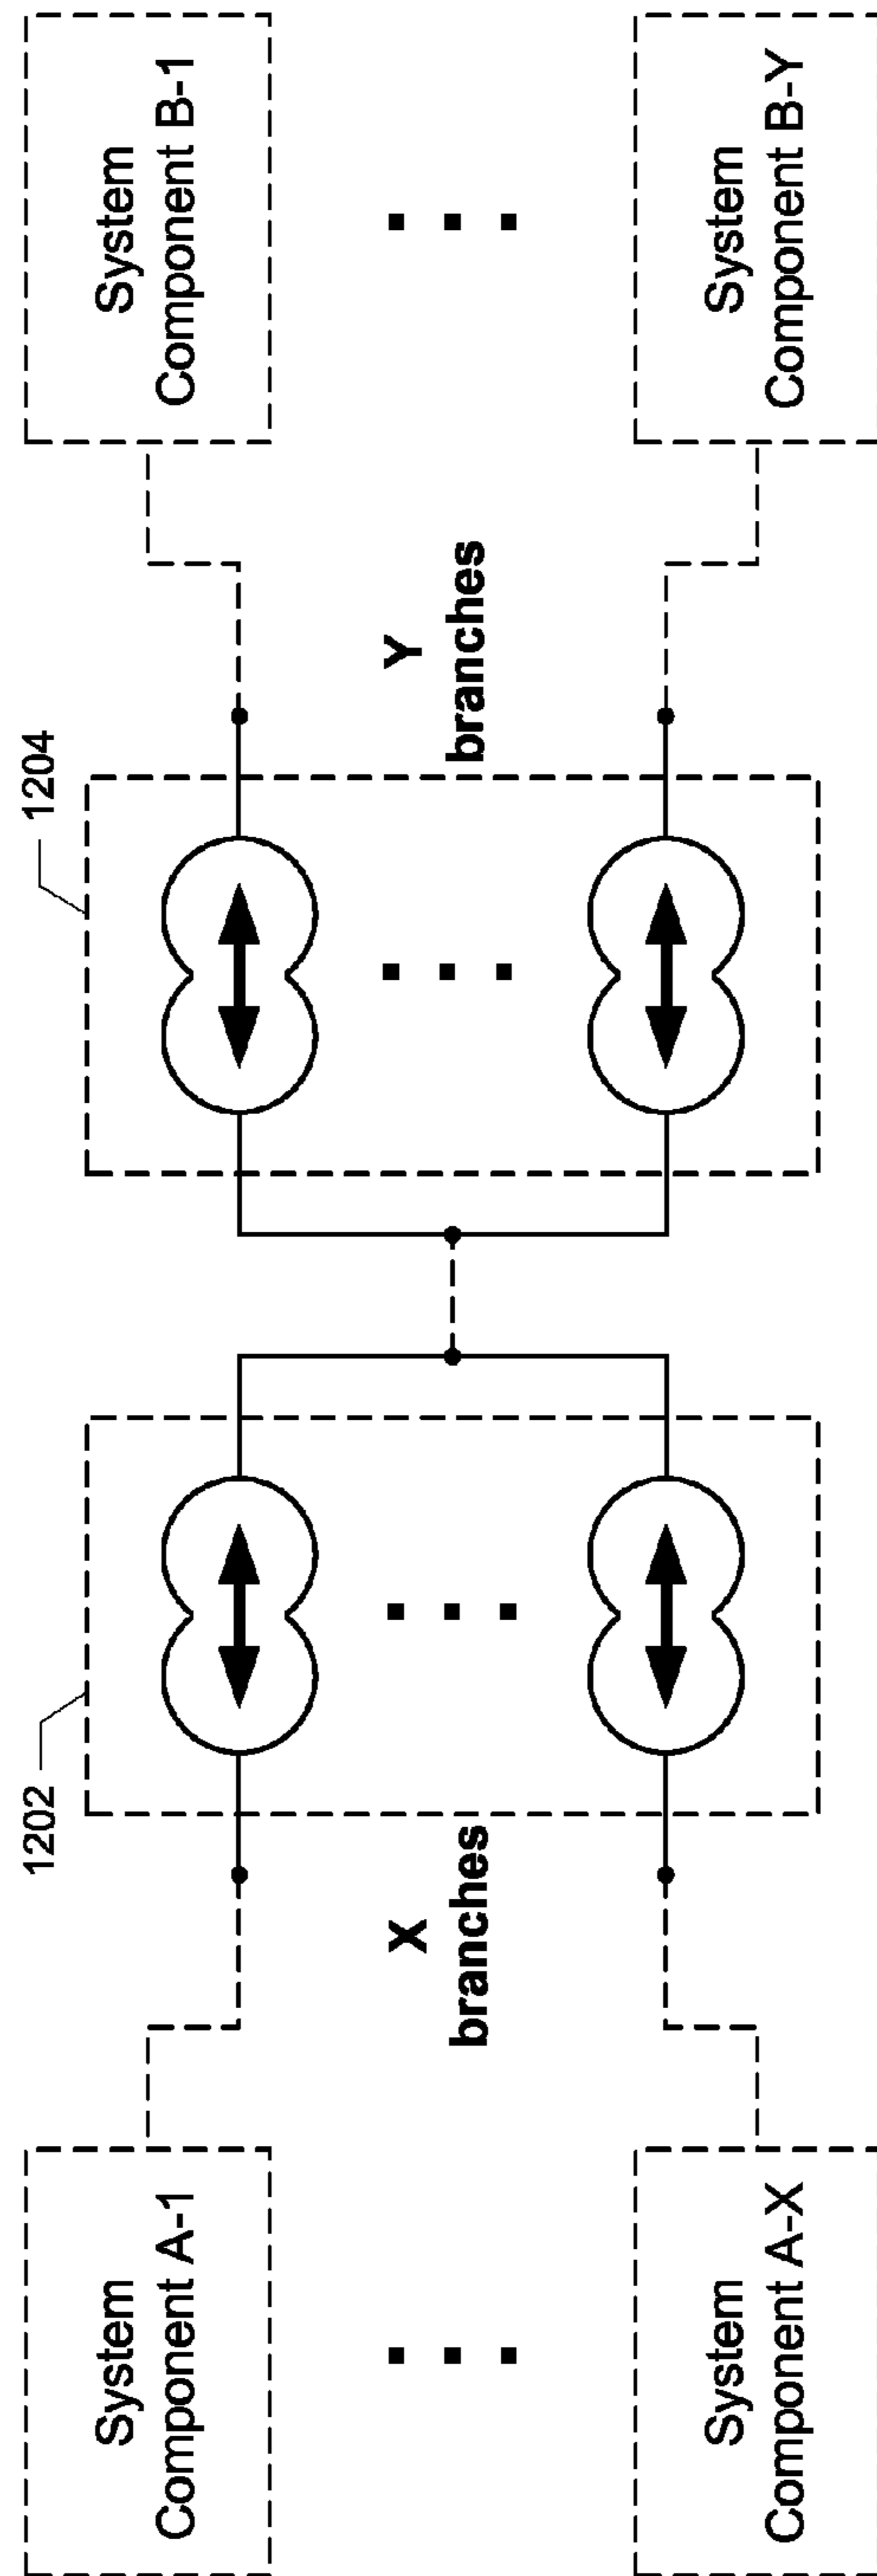 System
Component A-1
System
Component A-X
X
branches
1202
1204
Y
branches
System
Component B-1
System
Component B-Y